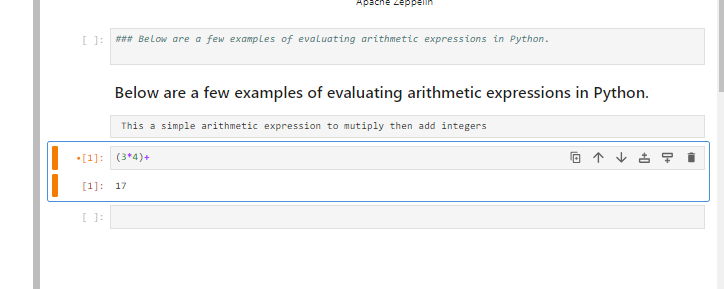 Apache Zeppelin
[ ]: ### Below are a few examples of evaluating arithmetic expressions in Python.
Below are a few examples of evaluating arithmetic expressions in Python.
This a simple arithmetic expression to mutiply then add integers
•[1]: (3*4)+
[1]: 17
[ ]: